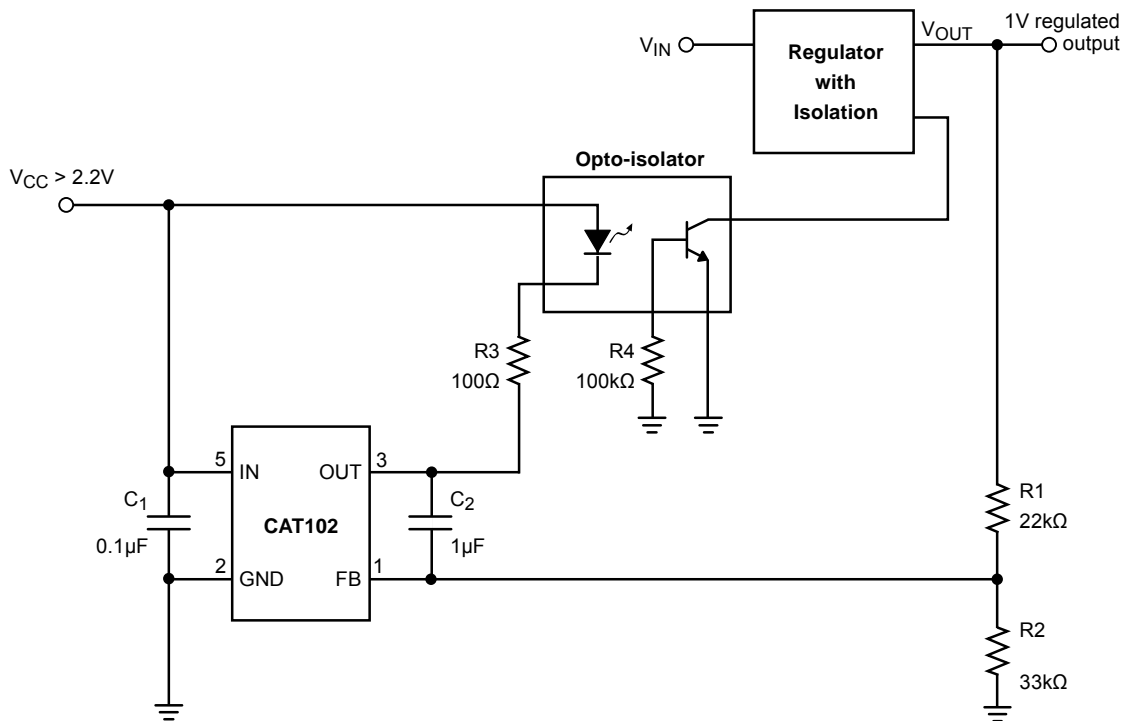 1V regulated
output
VIN
VOUT
Regulator
with
Isolation
Opto-isolator
VCC > 2.2V
R3
100Ω
R4
100kΩ
5 IN
OUT 3
CAT102
2 GND
FB 1
C1
0.1µF
C2
1µF
R1
22kΩ
R2
33kΩ